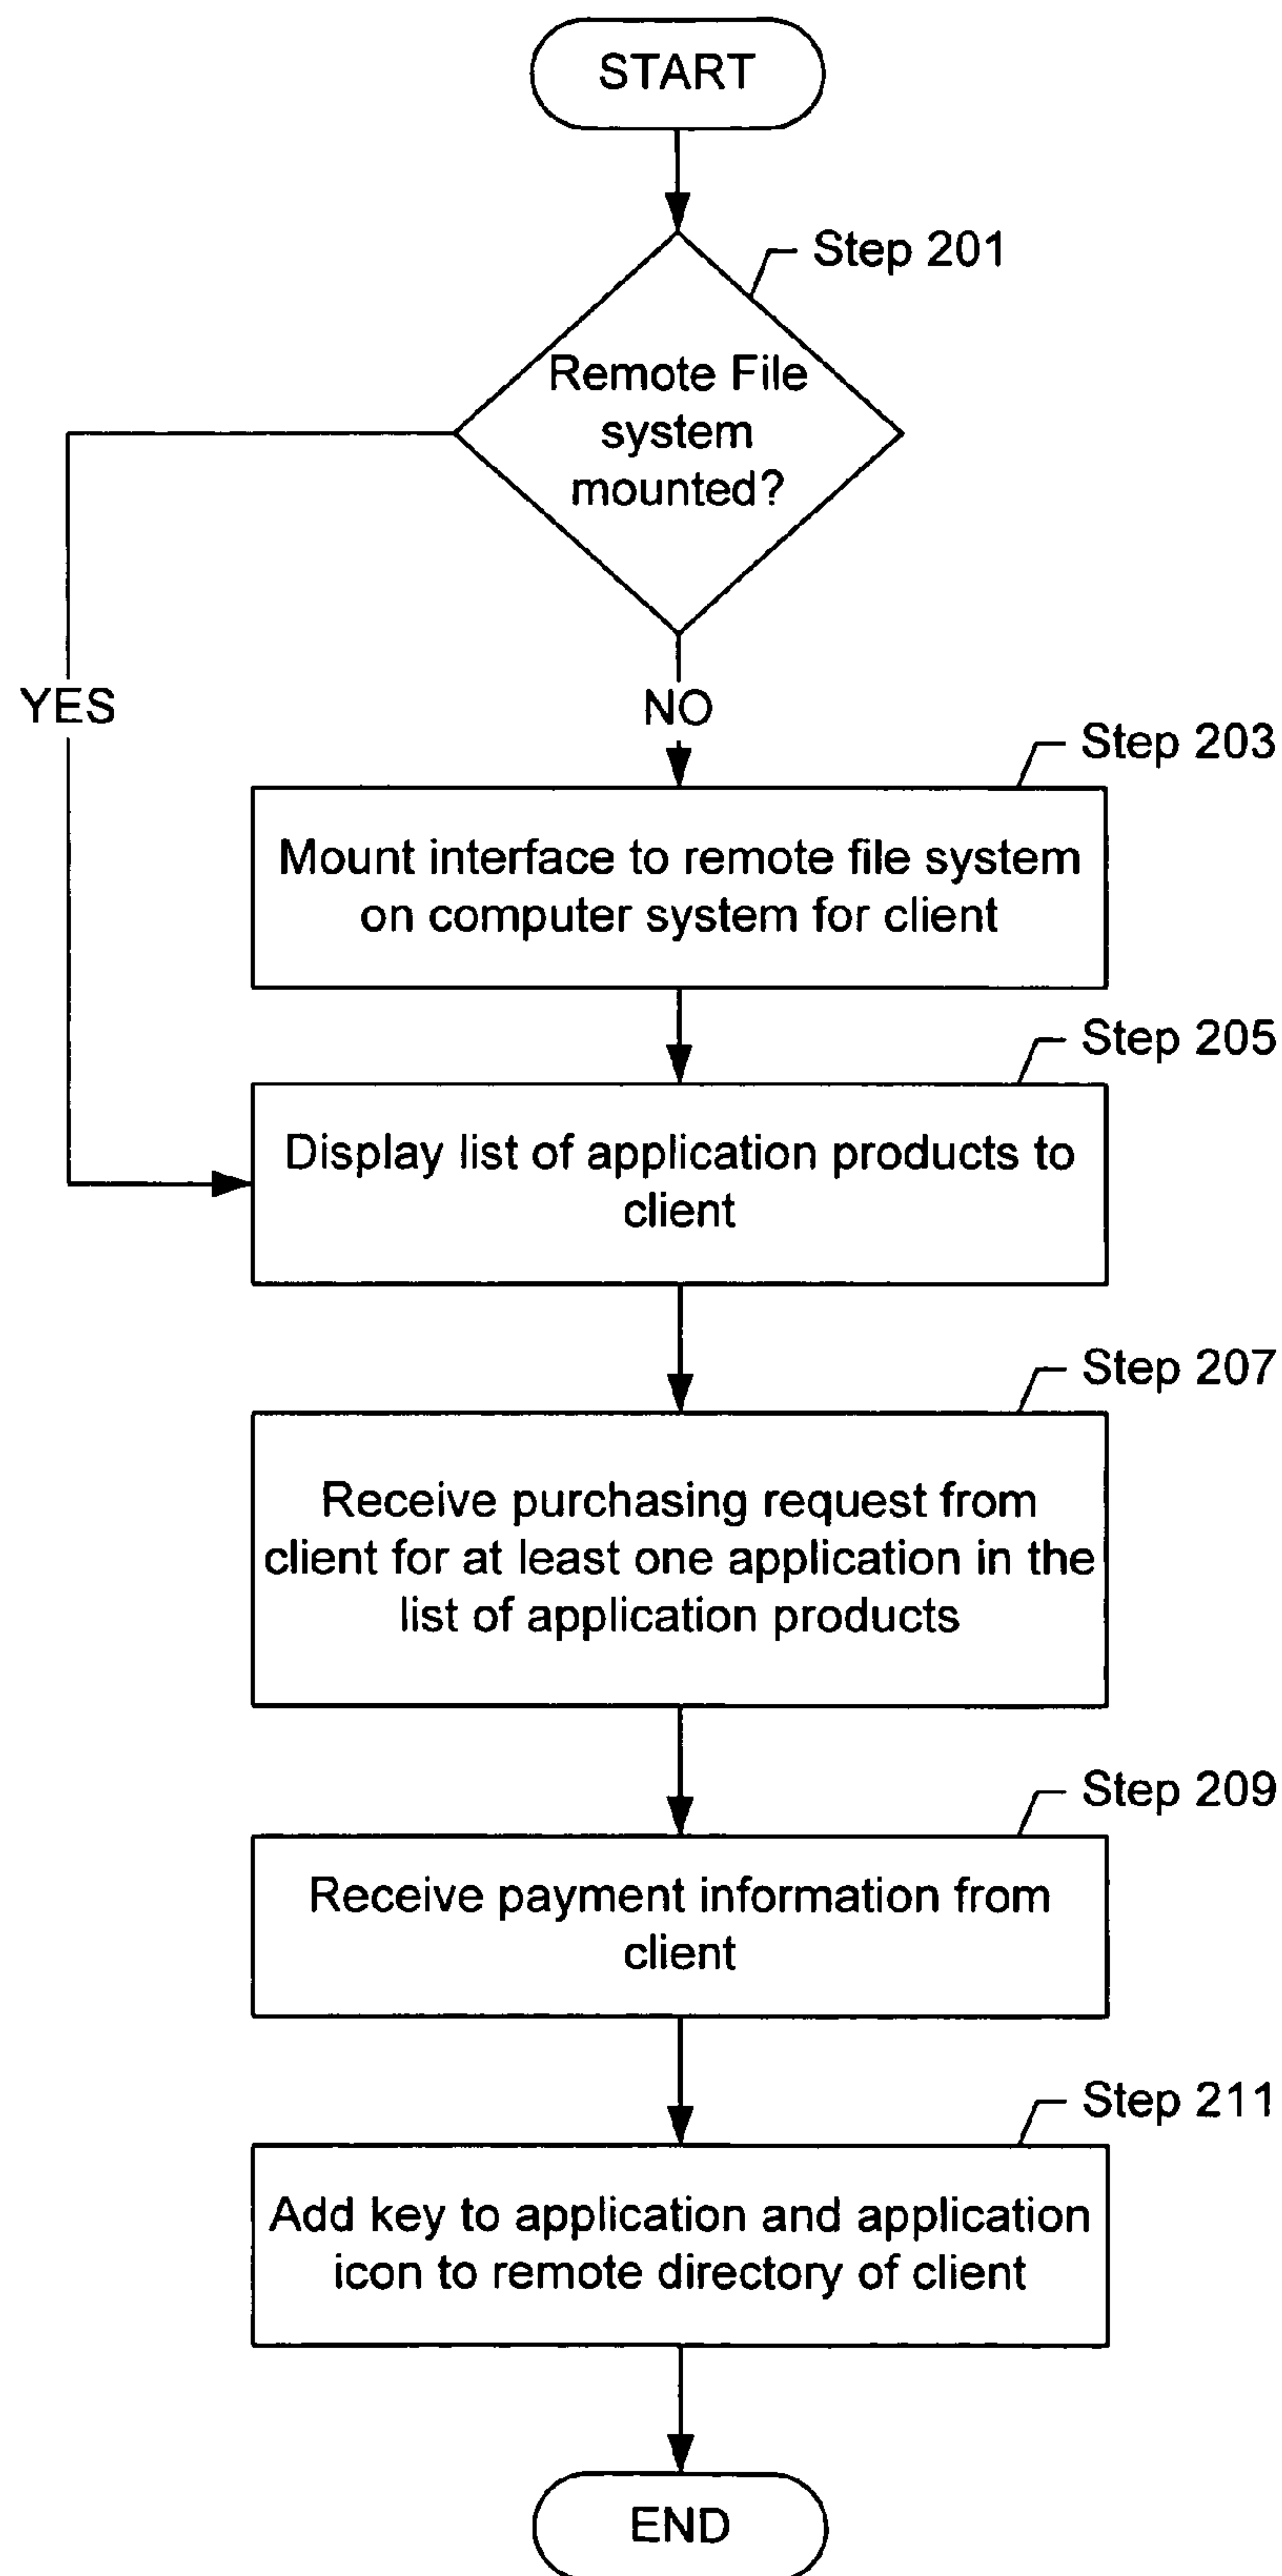 START
Step 201
Remote File
system
mounted?
YES
NO
Step 203
Mount interface to remote file system
on computer system for client
Step 205
Display list of application products to
client
Step 207
Receive purchasing request from
client for at least one application in the
list of application products
Step 209
Receive payment information from
client
Step 211
Add key to application and application
icon to remote directory of client
END